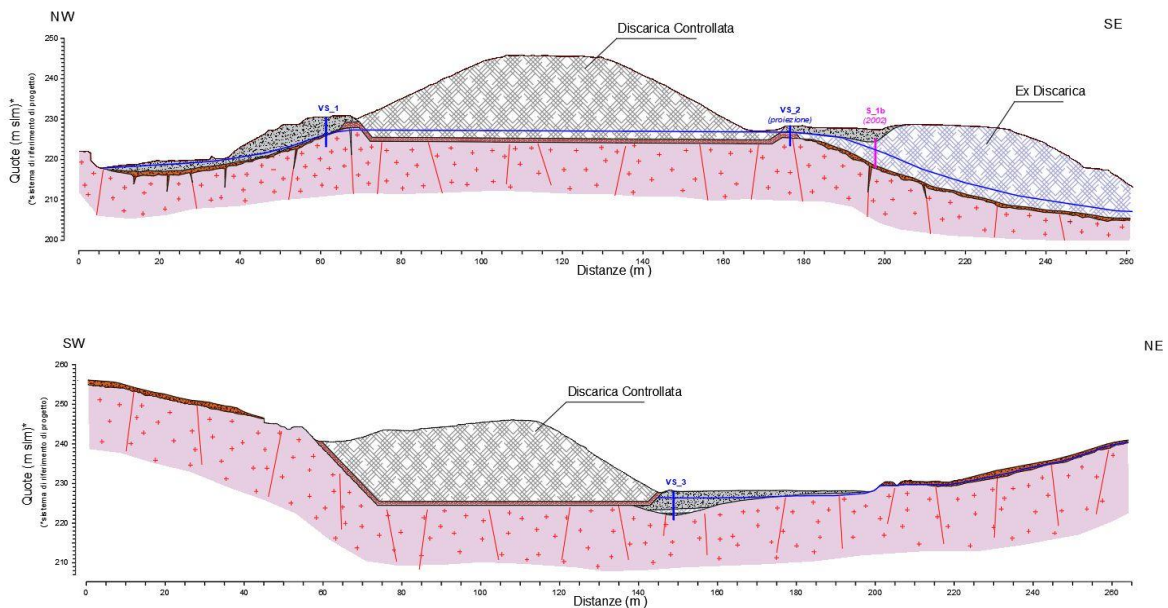 NW
SE
Discarica Controllata
Ex Discarica
VS_1
VS_2
(proiezione)
S_1b
(2002)
Quote (m slm)*
(*sistema di riferimento di progetto)
250
240
230
220
210
200
0 20 40 60 80 100 120 140 160 180 200 220 240 260
Distanze (m )
SW
NE
Discarica Controllata
VS_3
Quote (m slm)*
(*sistema di riferimento di progetto)
260
250
240
230
220
210
0 20 40 60 80 100 120 140 160 180 200 220 240 260
Distanze (m )